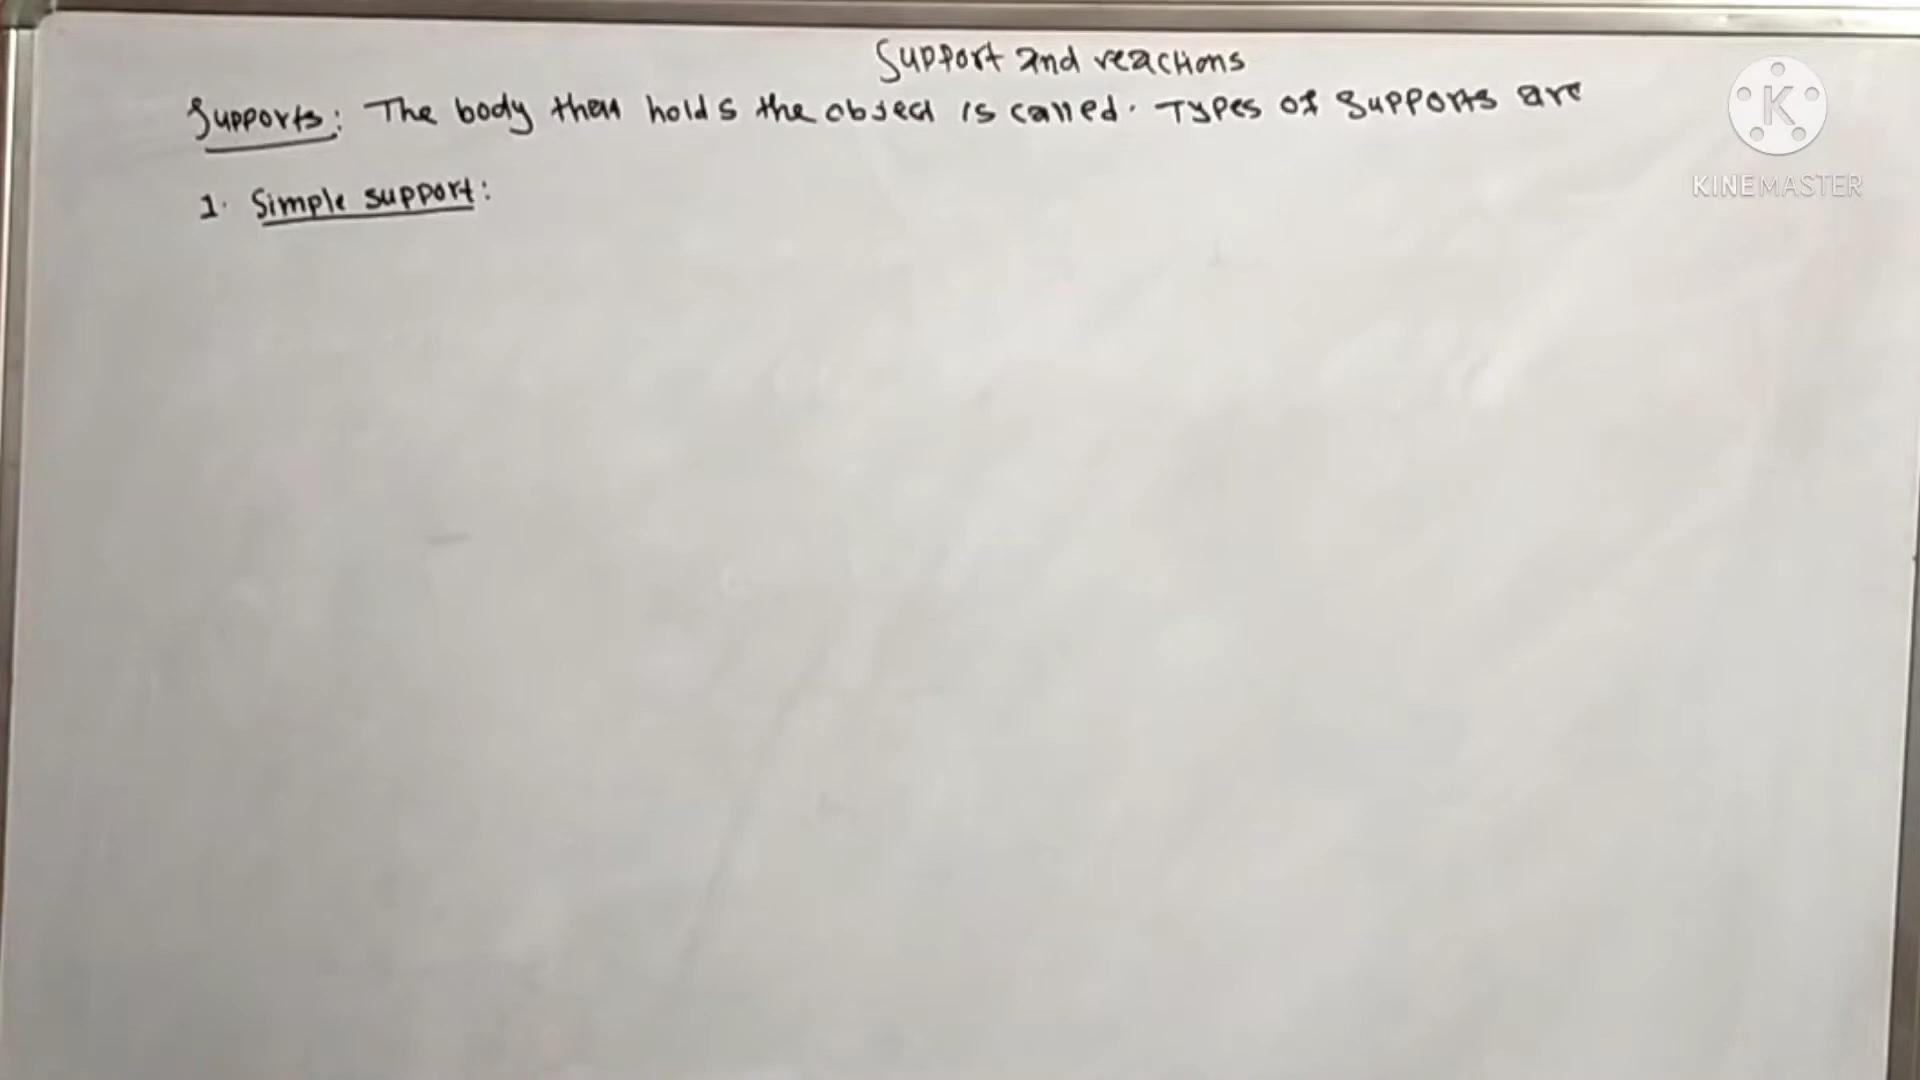 Support and reactions
Supports: The body that holds the object is called. Types of supports are
1. Simple support:
K
KINEMASTER